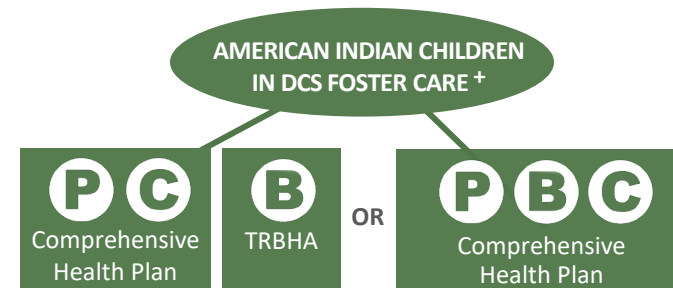 AMERICAN INDIAN CHILDREN
IN DCS FOSTER CARE +
P C
Comprehensive
Health Plan
B
TRBHA
OR
P B C
Comprehensive
Health Plan